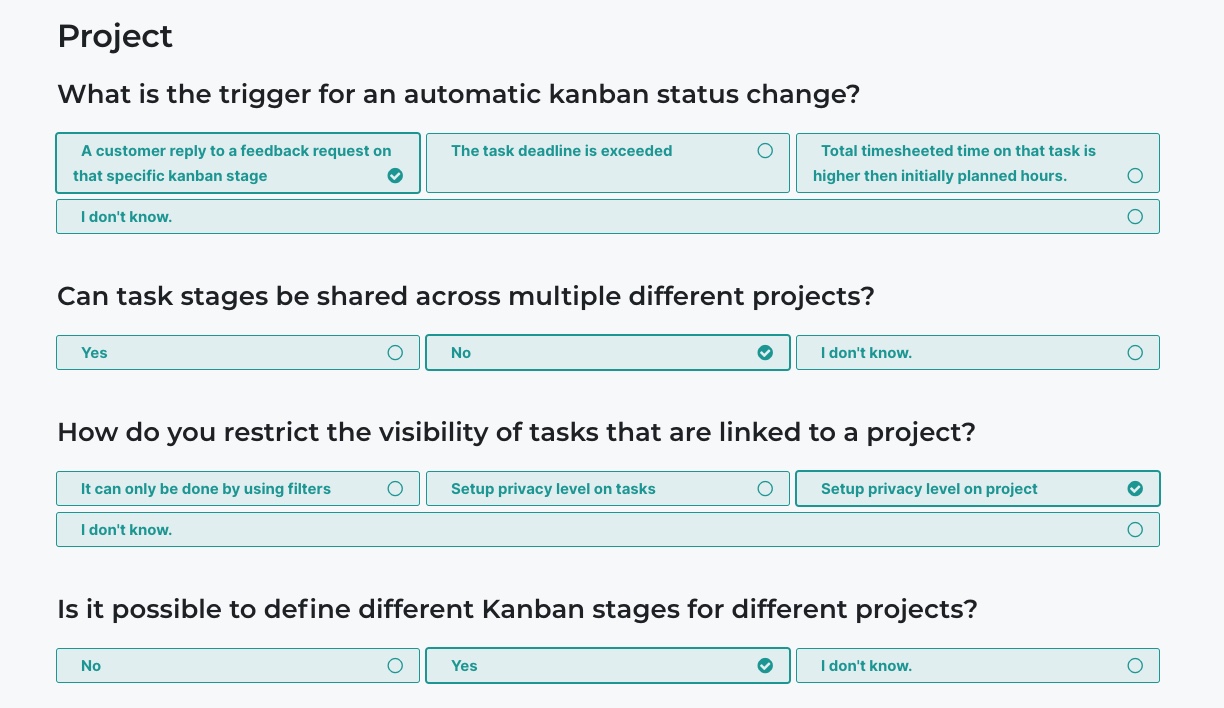 Project
What is the trigger for an automatic kanban status change?
A customer reply to a feedback request on
that specific kanban stage
The task deadline is exceeded
Total timesheeted time on that task is
higher then initially planned hours.
I don't know.
Can task stages be shared across multiple different projects?
Yes
No
I don't know.
How do you restrict the visibility of tasks that are linked to a project?
It can only be done by using filters
Setup privacy level on tasks
Setup privacy level on project
I don't know.
Is it possible to define different Kanban stages for different projects?
No
Yes
I don't know.